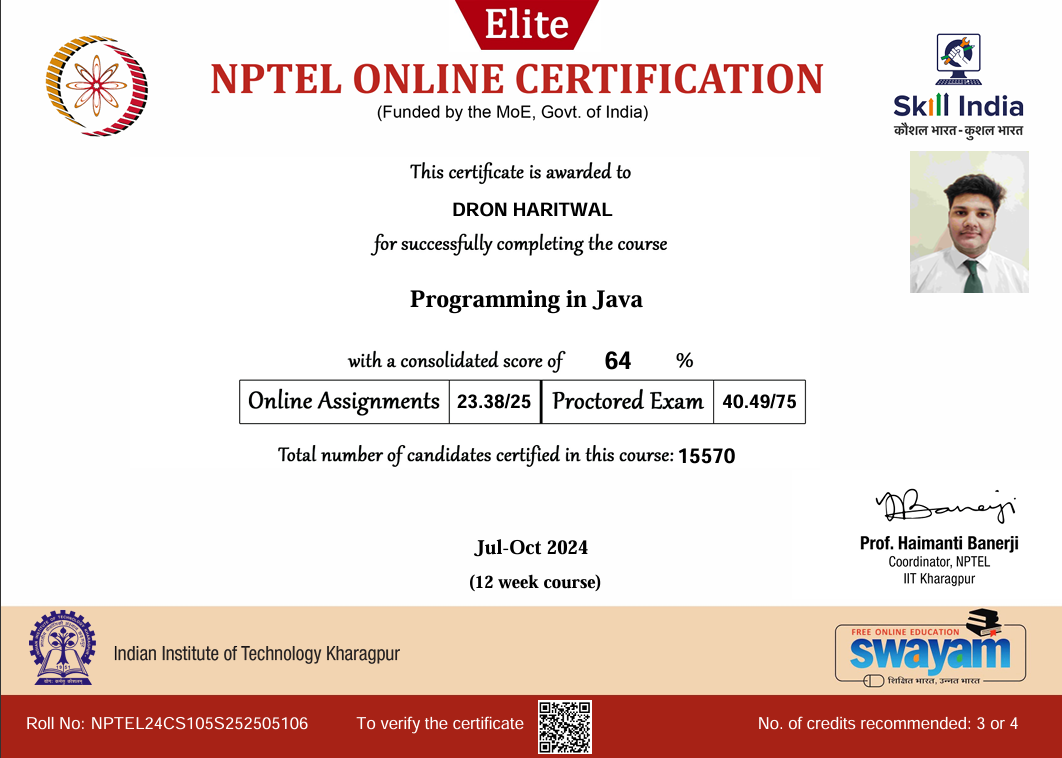 Elite
NPTEL ONLINE CERTIFICATION
(Funded by the MoE, Govt. of India)
Skill India
कौशल भारत - कुशल भारत
This certificate is awarded to
DRON HARITWAL
for successfully completing the course
Programming in Java
with a consolidated score of 64 %
Online Assignments 23.38/25 Proctored Exam 40.49/75
Total number of candidates certified in this course: 15570
Jul-Oct 2024
(12 week course)
Prof. Haimanti Banerji
Coordinator, NPTEL
IIT Kharagpur
Indian Institute of Technology Kharagpur
FREE ONLINE EDUCATION
swayam
शिक्षित भारत, उन्नत भारत
Roll No: NPTEL24CS105S252505106 To verify the certificate No. of credits recommended: 3 or 4